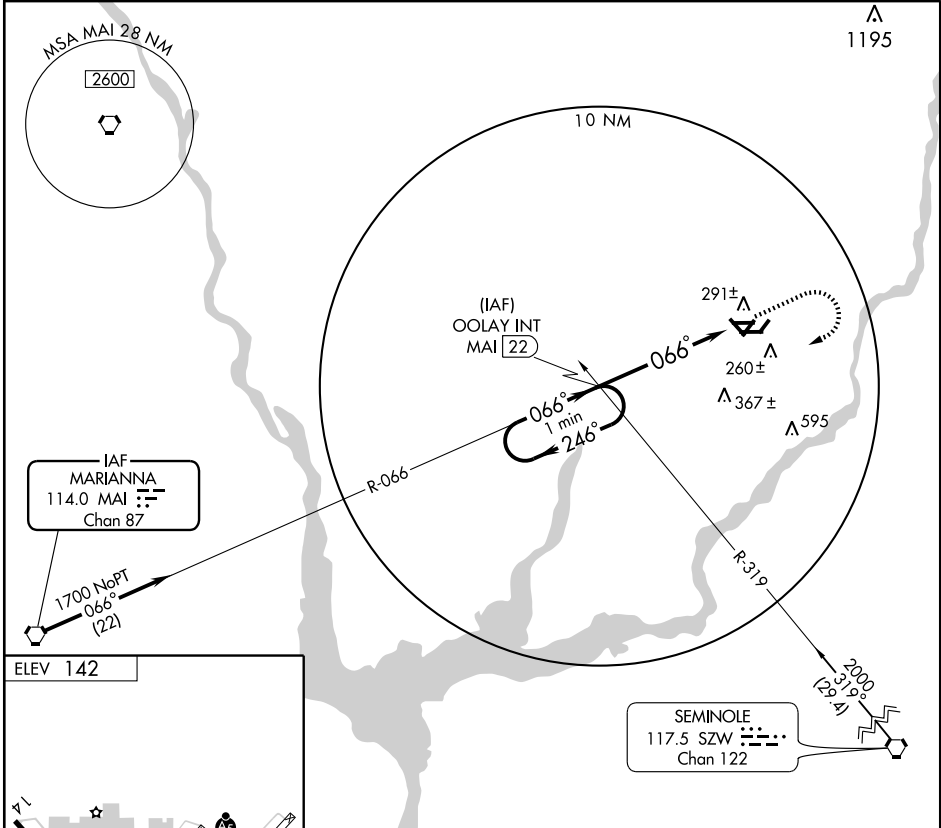 MSA MAI 28 NM
2600
1195
10 NM
(IAF)
OOLAY INT
MAI 22
291±
066°
260±
367±
595
066°
1 min
246°
IAF
MARIANNA
114.0 MAI
Chan 87
R-066
1700 NoPT
066°
(22)
R-319
2000
319°
(29.4)
SEMINOLE
117.5 SZW
Chan 122
ELEV 142
14